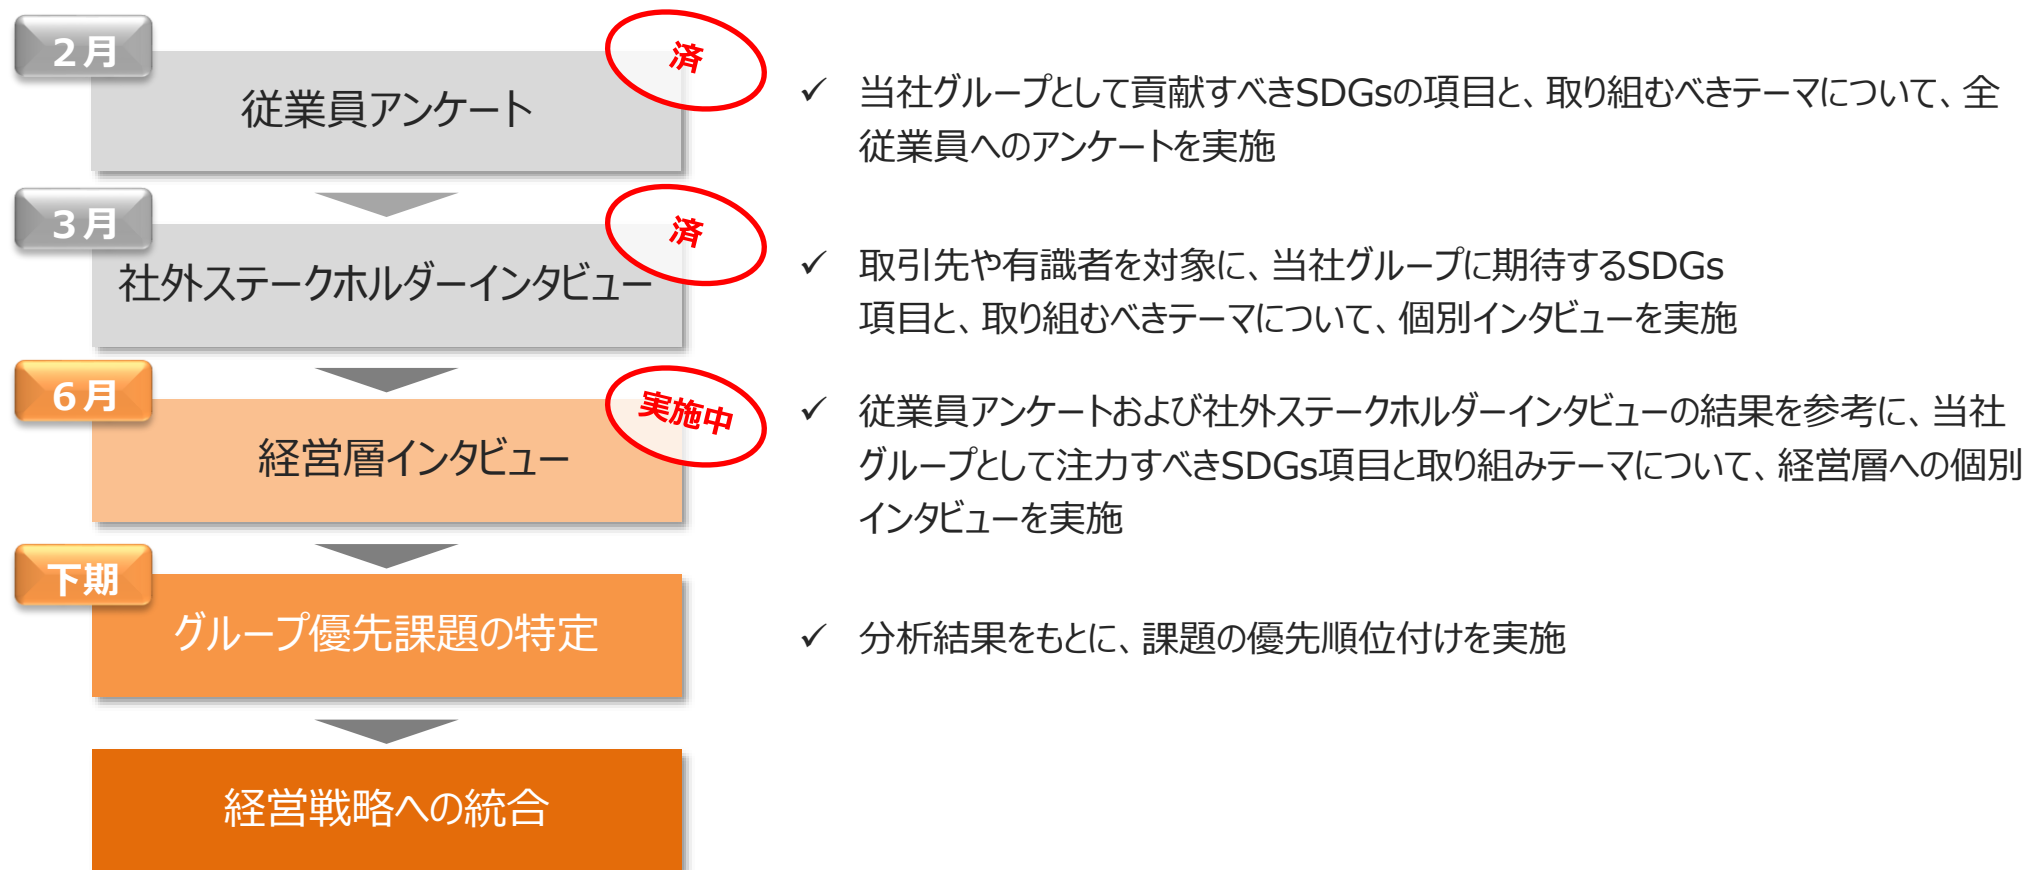 2月
済
従業員アンケート
✓ 当社グループとして貢献すべきSDGsの項目と、取り組むべきテーマについて、全
従業員へのアンケートを実施
3月
済
社外ステークホルダーインタビュー
✓ 取引先や有識者を対象に、当社グループに期待するSDGs
項目と、取り組むべきテーマについて、個別インタビューを実施
6月
実施中
経営層インタビュー
✓ 従業員アンケートおよび社外ステークホルダーインタビューの結果を参考に、当社
グループとして注力すべきSDGs項目と取り組みテーマについて、経営層への個別
インタビューを実施
下期
グループ優先課題の特定
✓ 分析結果をもとに、課題の優先順位付けを実施
経営戦略への統合